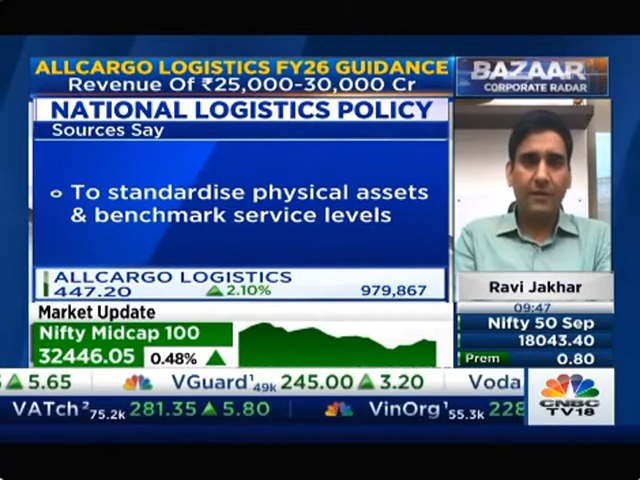 ALLCARGO LOGISTICS FY26 GUIDANCE
Revenue Of ₹25,000-30,000 Cr
BAZAAR
CORPORATE RADAR
NATIONAL LOGISTICS POLICY
Sources Say
To standardise physical assets
& benchmark service levels
ALLCARGO LOGISTICS
447.20 ▲ 2.10% 979,867
Ravi Jakhar
09:47
Market Update
Nifty Midcap 100
32446.05 0.48% ▲
Nifty 50 Sep
18043.40
Prem 0.80
▲ 5.65 VGuard¹ 49k 245.00 ▲ 3.20 Voda
VATch² 75.2k 281.35 ▲ 5.80 VinOrg¹ 55.3k 228
CNBC
TV18